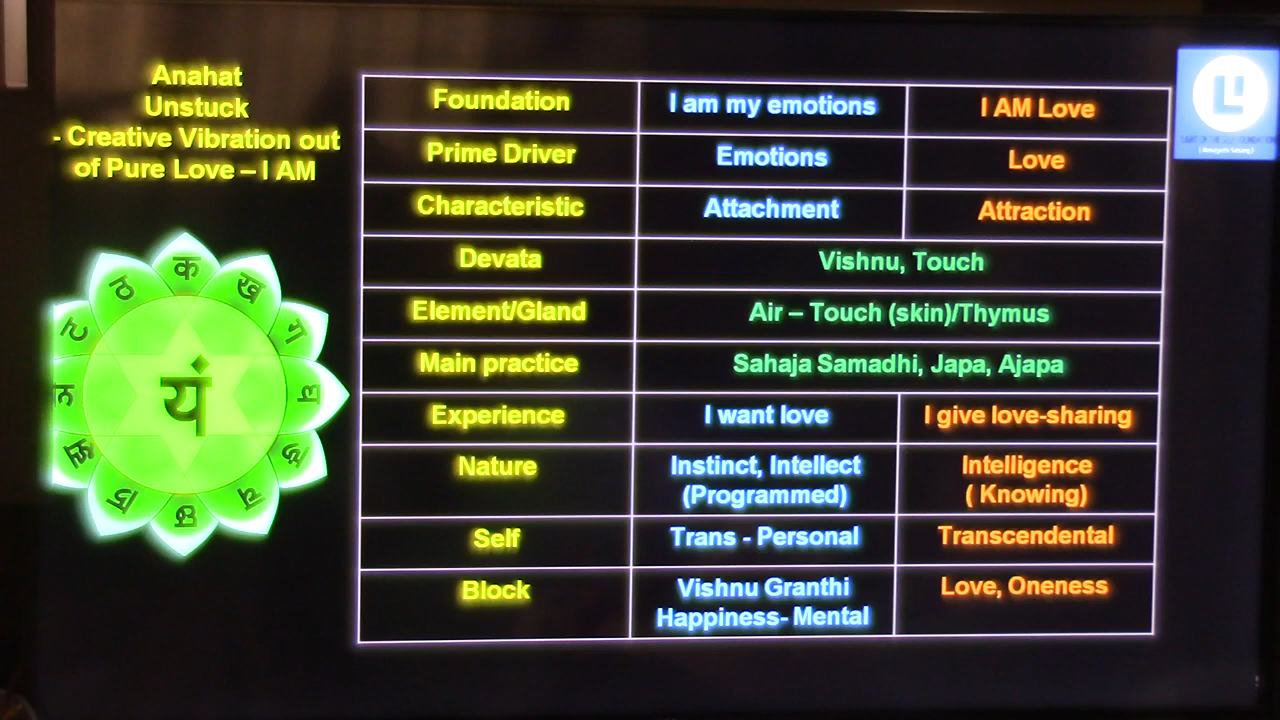 Anahat
Unstuck
- Creative Vibration out
of Pure Love – I AM
Foundation
I am my emotions
I AM Love
Prime Driver
Emotions
Love
Characteristic
Attachment
Attraction
Devata
Vishnu, Touch
Element/Gland
Air – Touch (skin)/Thymus
Main practice
Sahaja Samadhi, Japa, Ajapa
Experience
I want love
I give love-sharing
Nature
Instinct, Intellect
(Programmed)
Intelligence
( Knowing)
Self
Trans - Personal
Transcendental
Block
Vishnu Granthi
Happiness- Mental
Love, Oneness
यं
क
ख
ग
ठ
ट